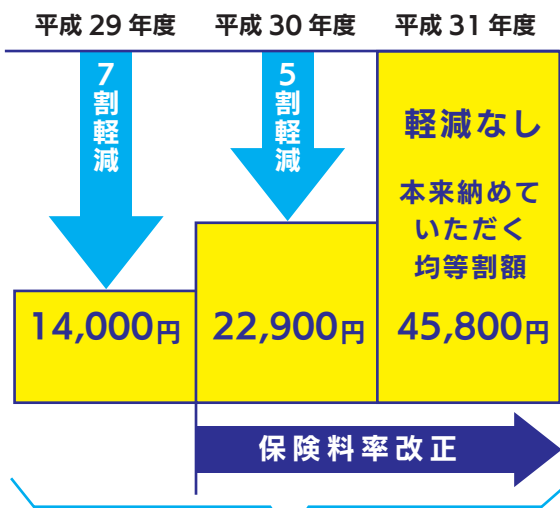 平成 29 年度 平成 30 年度 平成 31 年度
7割軽減
5割軽減
軽減なし
本来納めて
いただく
均等割額
14,000円 22,900円 45,800円
保険料率改正